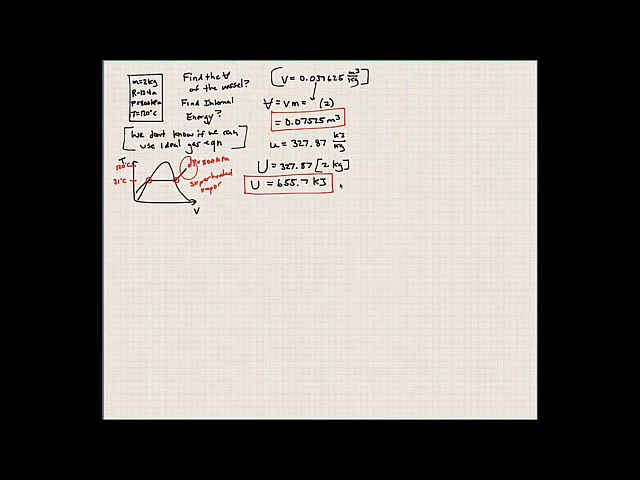 m=2kg
R-134a
P=800kPa
T=120°C
Find the V
of the vessel?
Find Internal
Energy?
[We don't know if we can
use ideal gas eqn]
T
120°C
31°C
P=800kPa
superheated
vapor
V
(V = 0.037625 m³/kg)
V = vm = (2)
= 0.07525 m³
u = 327.87 kJ/kg
U = 327.87 [2 kg]
U = 655.7 kJ